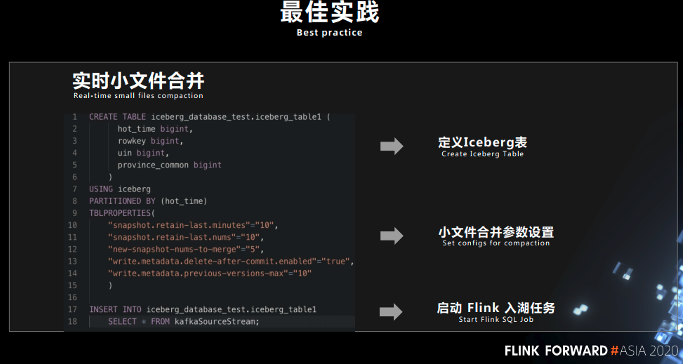 最佳实践
Best practice
实时小文件合并
Real-time small files compaction
1 CREATE TABLE iceberg_database_test.iceberg_table1 (
2 hot_time bigint,
3 rowkey bigint,
4 uin bigint,
5 province_common bigint
6 )
7 USING iceberg
8 PARTITIONED BY (hot_time)
9 TBLPROPERTIES(
10 "snapshot.retain-last.minutes"="10",
11 "snapshot.retain-last.nums"="10",
12 "new-snapshot-nums-to-merge"="5",
13 "write.metadata.delete-after-commit.enabled"="true",
14 "write.metadata.previous-versions-max"="10"
15 )
16
17 INSERT INTO iceberg_database_test.iceberg_table1
18 SELECT * FROM kafkaSourceStream;
定义Iceberg表
Create Iceberg Table
小文件合并参数设置
Set configs for compaction
启动 Flink 入湖任务
Start Flink SQL Job
FLINK FORWARD #ASIA 2020